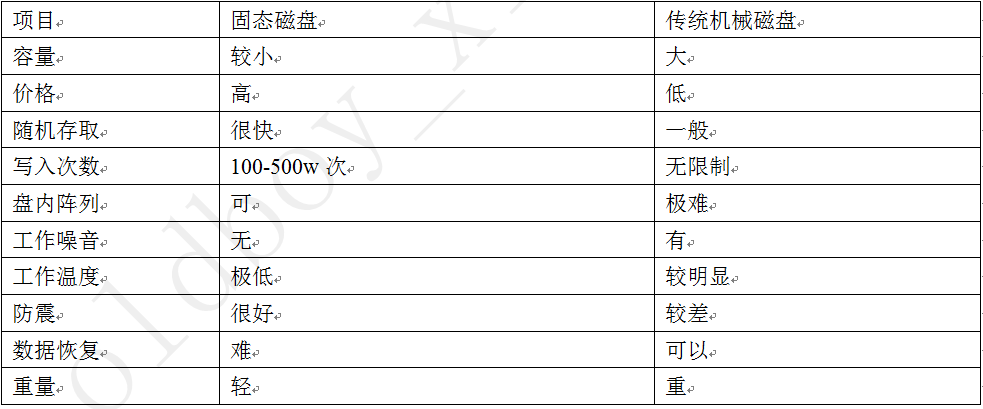 项目 固态磁盘 传统机械磁盘
容量 较小 大
价格 高 低
随机存取 很快 一般
写入次数 100-500w 次 无限制
盘内阵列 可 极难
工作噪音 无 有
工作温度 极低 较明显
防震 很好 较差
数据恢复 难 可以
重量 轻 重
oldboy_x